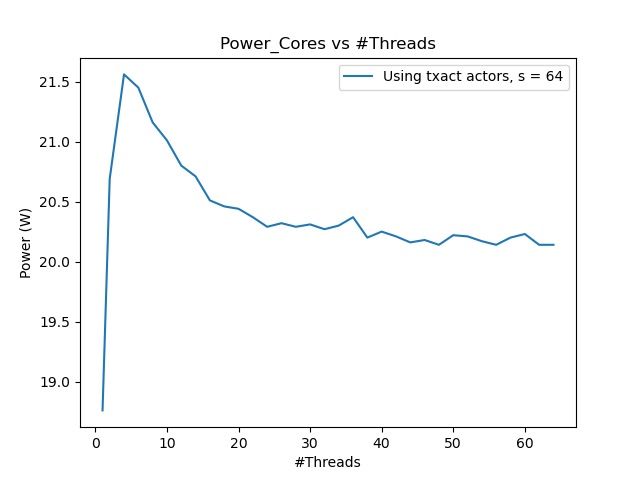 Power_Cores vs #Threads
Using txact actors, s = 64
Power (W)
21.5
21.0
20.5
20.0
19.5
19.0
0 10 20 30 40 50 60
#Threads